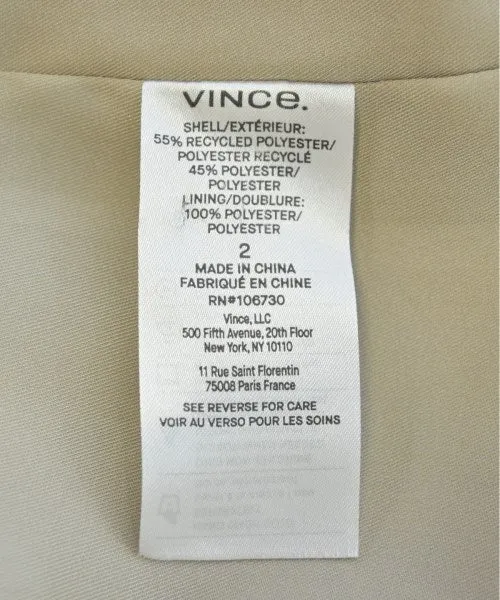 VINCe.
SHELL/EXTÉRIEUR:
55% RECYCLED POLYESTER/
POLYESTER RECYCLÉ
45% POLYESTER/
POLYESTER
LINING/DOUBLURE:
100% POLYESTER/
POLYESTER
2
MADE IN CHINA
FABRIQUÉ EN CHINE
RN#106730
Vince, LLC
500 Fifth Avenue, 20th Floor
New York, NY 10110
11 Rue Saint Florentin
75008 Paris France
SEE REVERSE FOR CARE
VOIR AU VERSO POUR LES SOINS